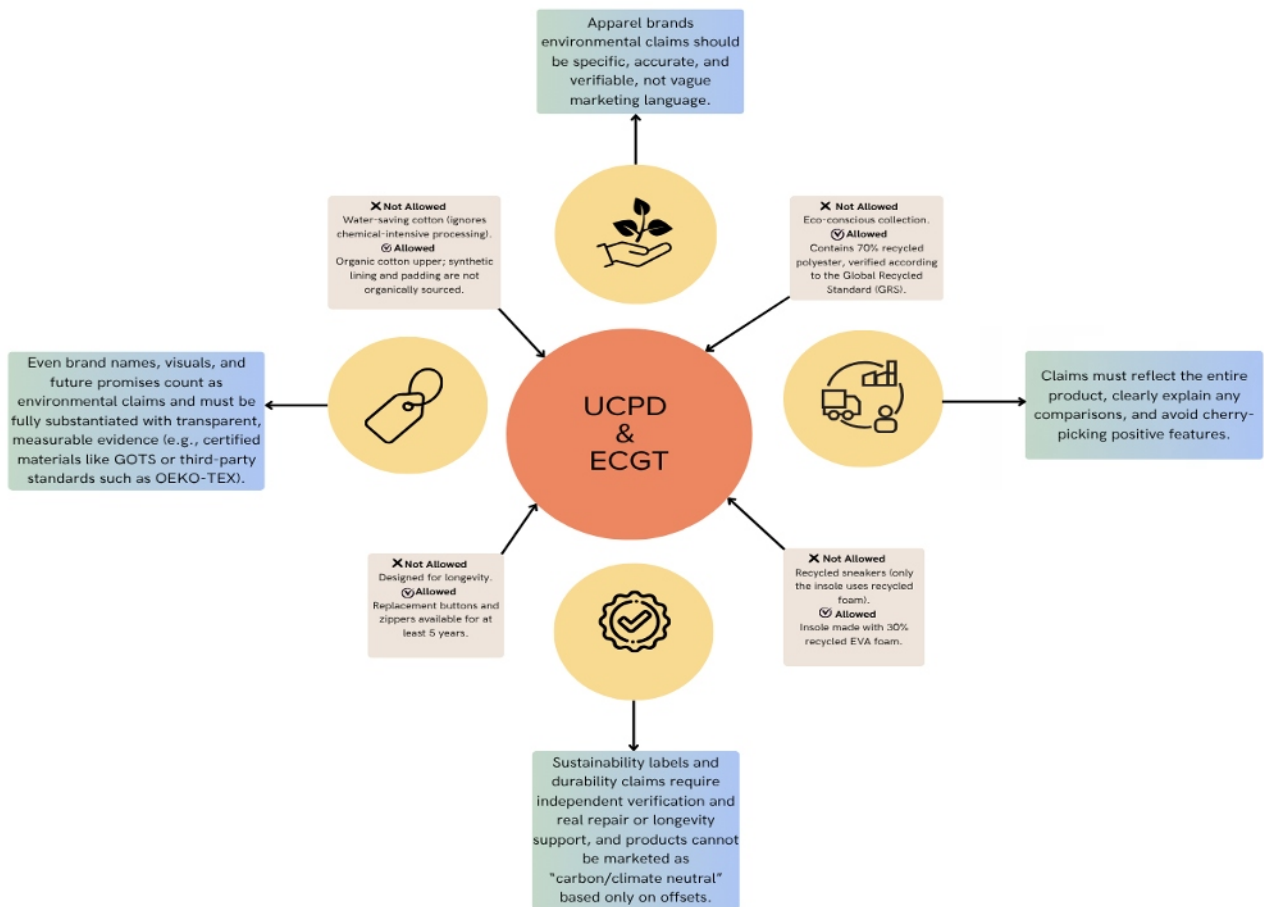 Apparel brands
environmental claims should
be specific, accurate, and
verifiable, not vague
marketing language.
Not Allowed
Water-saving cotton (ignores
chemical-intensive processing).
Allowed
Organic cotton upper; synthetic
lining and padding are not
organically sourced.
Not Allowed
Eco-conscious collection.
Allowed
Contains 70% recycled
polyester, verified according
to the Global Recycled
Standard (GRS).
Even brand names, visuals, and
future promises count as
environmental claims and must be
fully substantiated with transparent,
measurable evidence (e.g., certified
materials like GOTS or third-party
standards such as OEKO-TEX).
UCPD
&
ECGT
Claims must reflect the entire
product, clearly explain any
comparisons, and avoid cherry-
picking positive features.
Not Allowed
Designed for longevity.
Allowed
Replacement buttons and
zippers available for at
least 5 years.
Not Allowed
Recycled sneakers (only
the insole uses recycled
foam).
Allowed
Insole made with 30%
recycled EVA foam.
Sustainability labels and
durability claims require
independent verification and
real repair or longevity
support, and products cannot
be marketed as
“carbon/climate neutral”
based only on offsets.